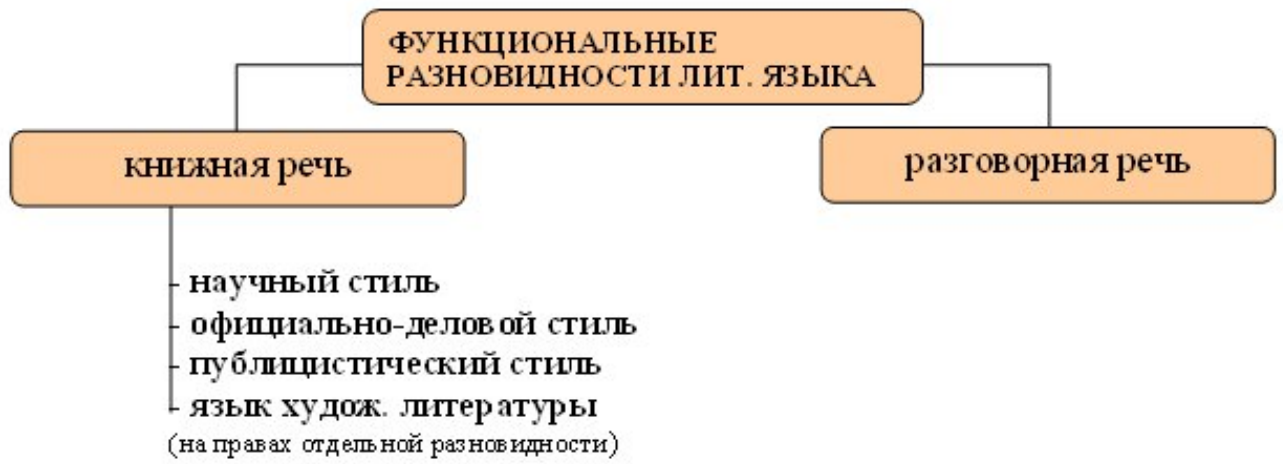 ФУНКЦИОНАЛЬНЫЕ
РАЗНОВИДНОСТИ ЛИТ. ЯЗЫКА
книжная речь
разговорная речь
- научный стиль
- официально-деловой стиль
- публицистический стиль
- язык худож. литературы
(на правах отдельной разновидности)